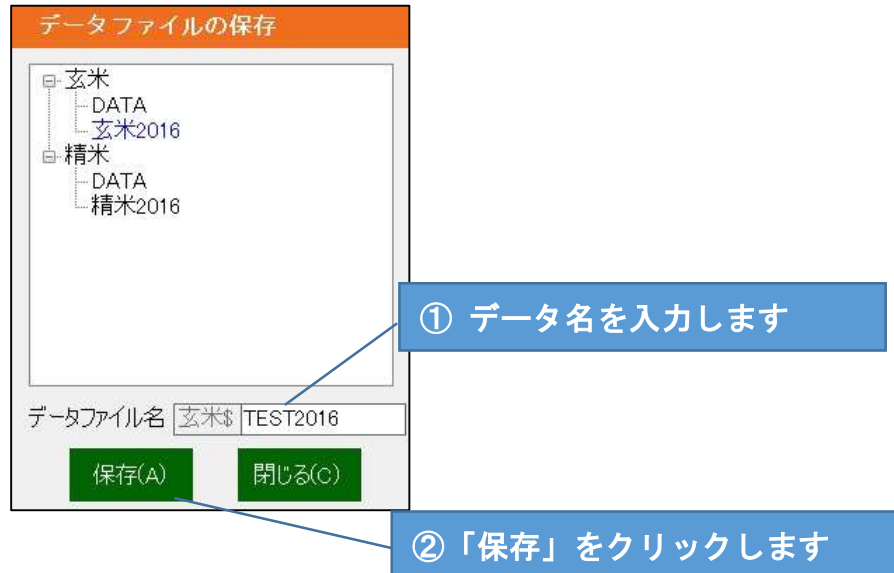 データファイルの保存
玄米
DATA
玄米2016
精米
DATA
精米2016
① データ名を入力します
データファイル名 玄米$ TEST2016
保存(A) 閉じる(C)
②「保存」をクリックします